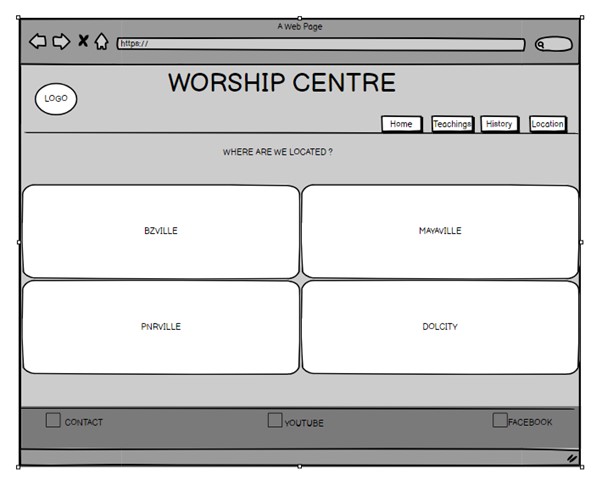 A Web Page
https://
WORSHIP CENTRE
LOGO
Home Teachings History Location
WHERE ARE WE LOCATED ?
BZVILLE MAYAVILLE
PNRVILLE DOLCITY
CONTACT YOUTUBE FACEBOOK